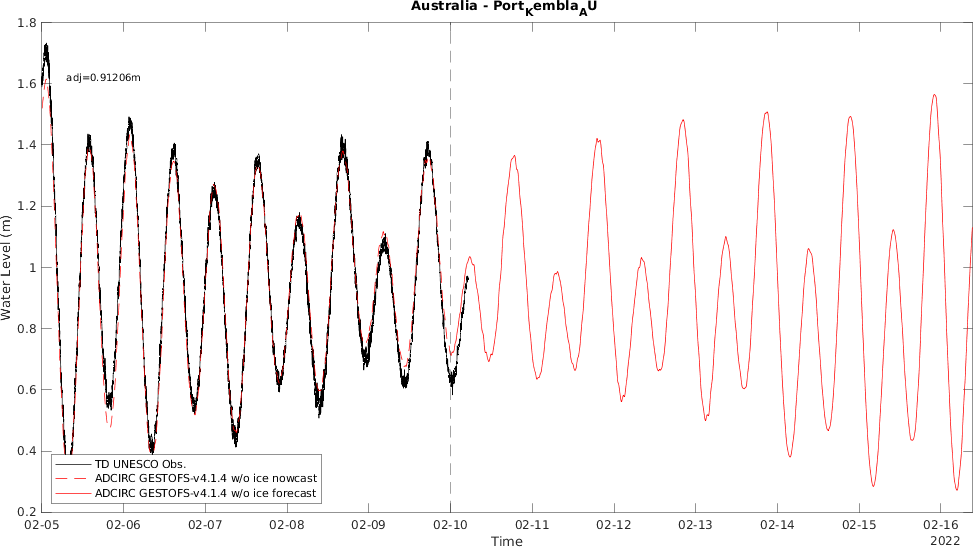 Australia - PortKemblaAU
1.8
1.6
1.4
1.2
1
0.8
0.6
0.4
0.2
Water Level (m)
adj=0.91206m
TD UNESCO Obs.
ADCIRC GESTOFS-v4.1.4 w/o ice nowcast
ADCIRC GESTOFS-v4.1.4 w/o ice forecast
02-05 02-06 02-07 02-08 02-09 02-10 02-11 02-12 02-13 02-14 02-15 02-16
Time
2022